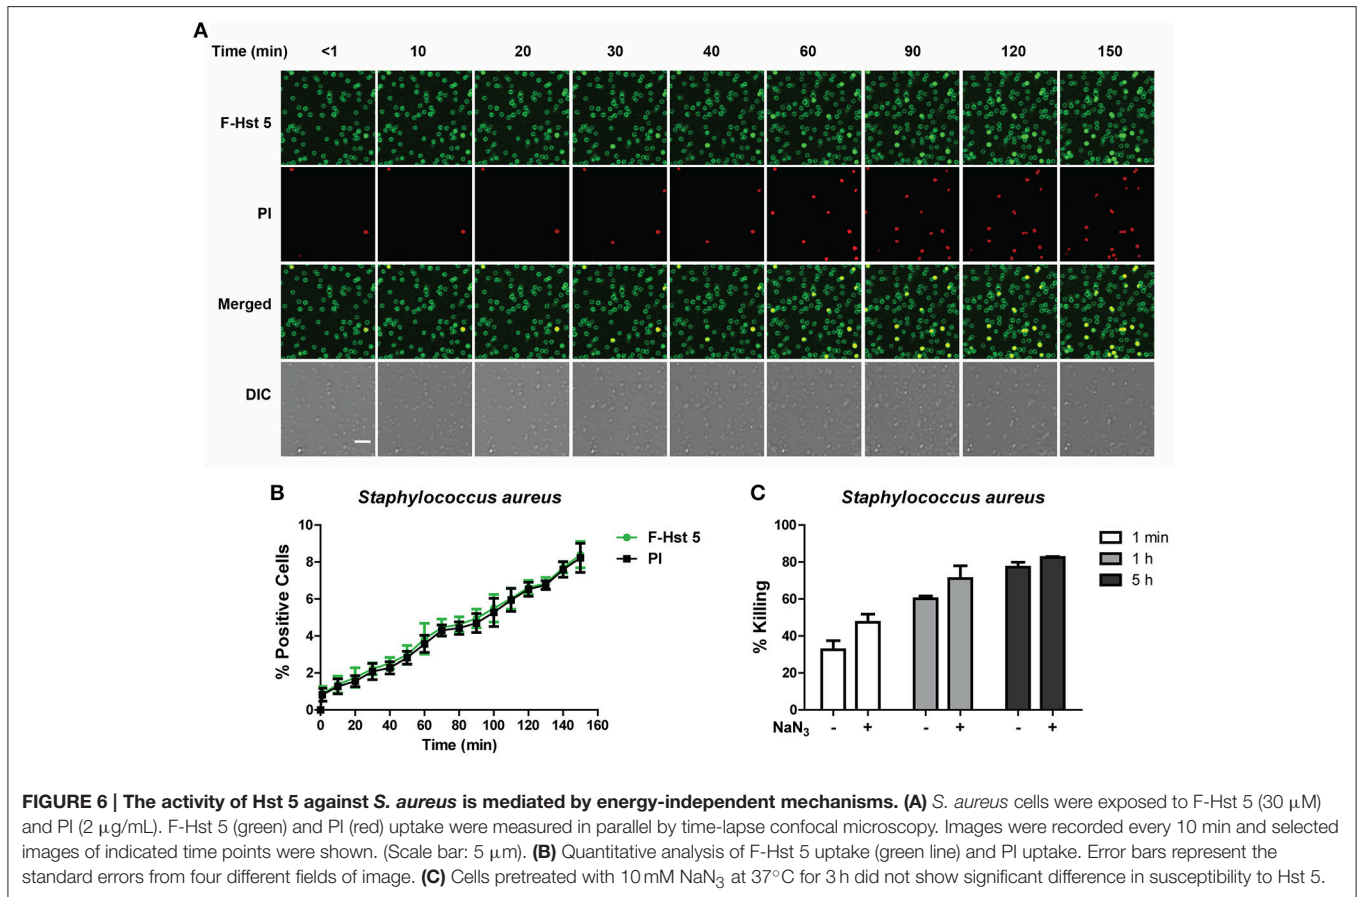 A
Time (min) <1 10 20 30 40 60 90 120 150
F-Hst 5
PI
Merged
DIC
B
Staphylococcus aureus
% Positive Cells
10
8
6
4
2
0
0 20 40 60 80 100 120 140 160
Time (min)
F-Hst 5
PI
C
Staphylococcus aureus
% Killing
100
80
60
40
20
0
NaN₃ - + - + - +
1 min
1 h
5 h
FIGURE 6 | The activity of Hst 5 against S. aureus is mediated by energy-independent mechanisms. (A) S. aureus cells were exposed to F-Hst 5 (30 μM)
and PI (2 μg/mL). F-Hst 5 (green) and PI (red) uptake were measured in parallel by time-lapse confocal microscopy. Images were recorded every 10 min and selected
images of indicated time points were shown. (Scale bar: 5 μm). (B) Quantitative analysis of F-Hst 5 uptake (green line) and PI uptake. Error bars represent the
standard errors from four different fields of image. (C) Cells pretreated with 10 mM NaN₃ at 37°C for 3 h did not show significant difference in susceptibility to Hst 5.